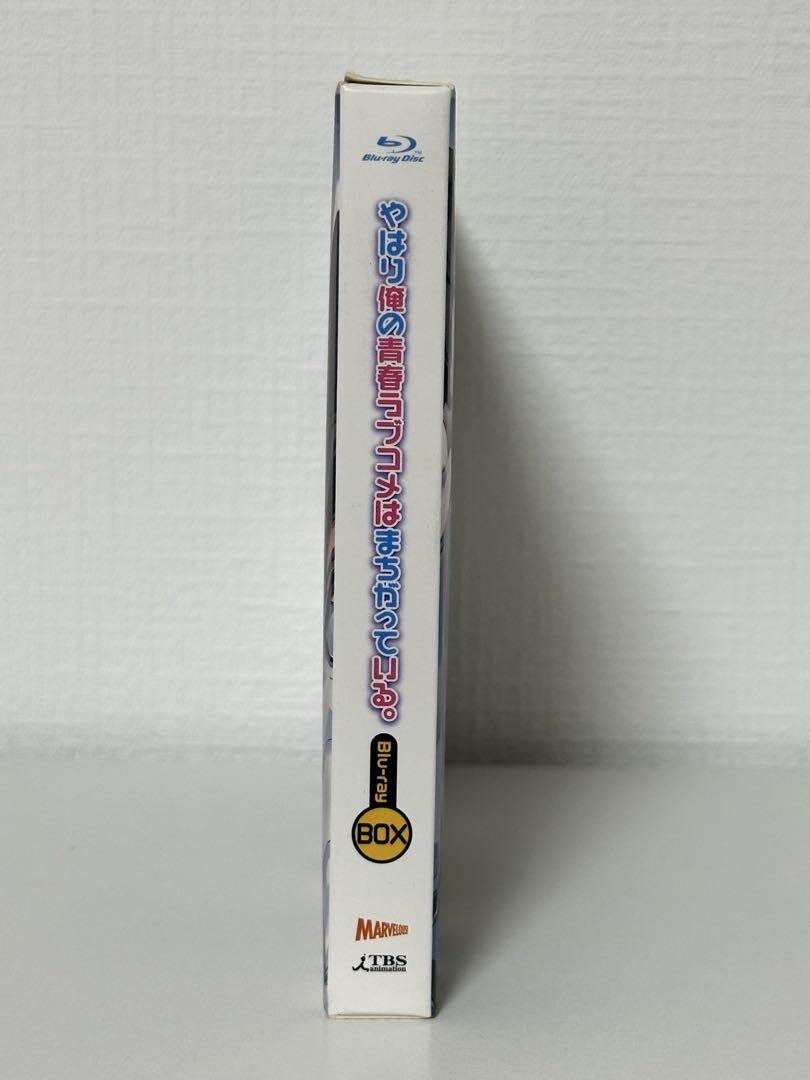 Blu-ray Disc
TM
やはり俺の青春ラブコメはまちがっている。
Blu-ray
BOX
MARVELOUS!
TBS
animation